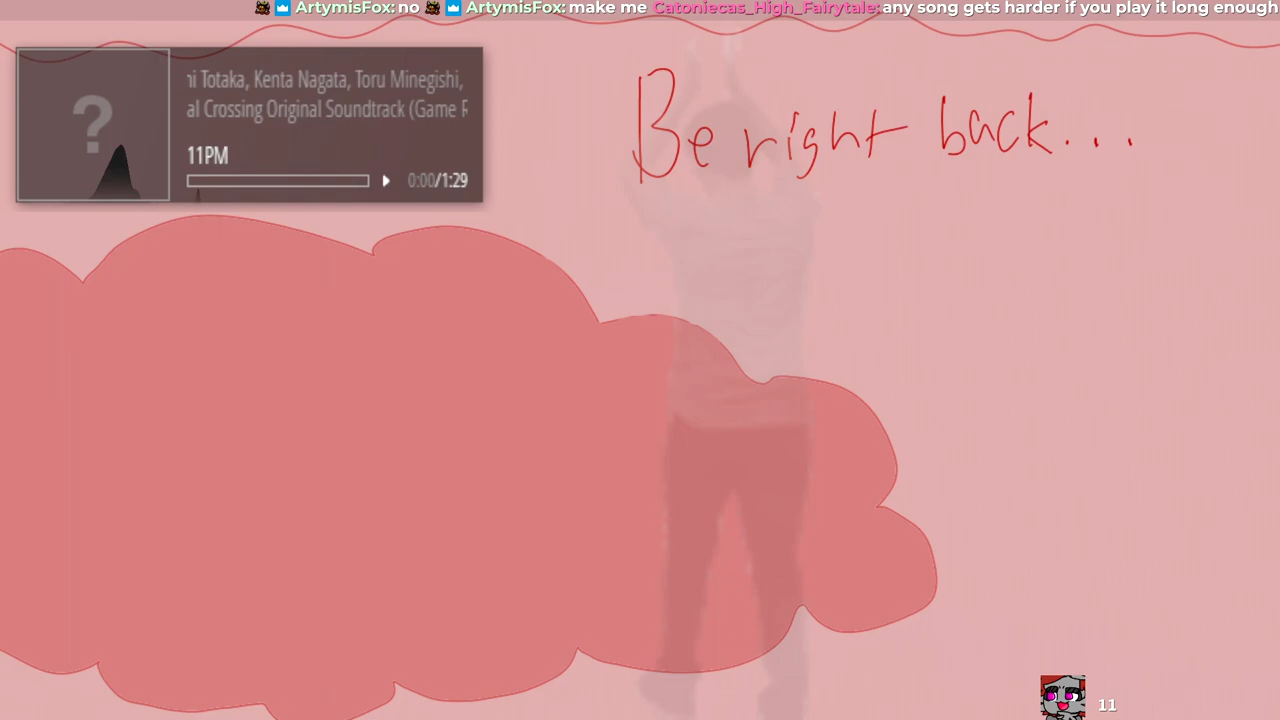 ArtymisFox: no ArtymisFox: make me Catoniecas_High_Fairytale: any song gets harder if you play it long enough
Totaka, Kenta Nagata, Toru Minegishi,
al Crossing Original Soundtrack (Game
11PM
0:00/1:29
?
Be right back...
11